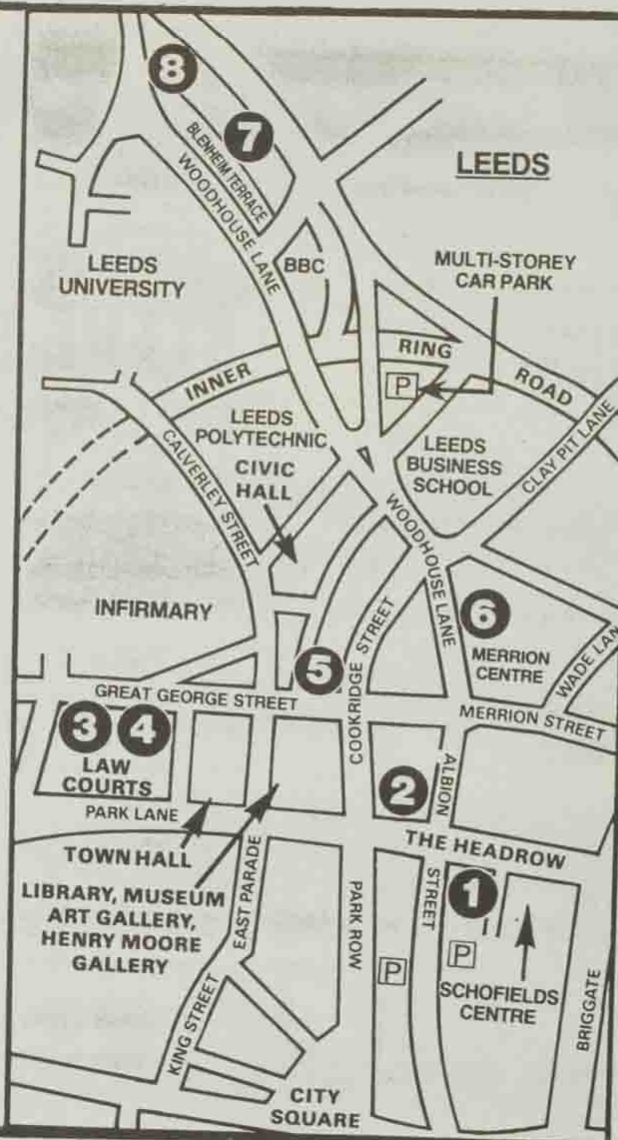 8
7
BLENHEIM TERRACE
WOODHOUSE LANE
LEEDS
LEEDS
UNIVERSITY
BBC
MULTI-STOREY
CAR PARK
INNER
RING
ROAD
P
LEEDS
POLYTECHNIC
CIVIC
HALL
LEEDS
BUSINESS
SCHOOL
CLAY PIT LANE
CALVERLEY STREET
WOODHOUSE LANE
INFIRMARY
6
MERRION
CENTRE
WADE LAN
5
COOKRIDGE STREET
GREAT GEORGE STREET
MERRION STREET
3
4
LAW
COURTS
2
ALBION
PARK LANE
THE HEADROW
TOWN HALL
LIBRARY, MUSEUM
ART GALLERY,
HENRY MOORE
GALLERY
EAST PARADE
PARK ROW
STREET
1
P
P
SCHOFIELDS
CENTRE
BRIGGATE
KING STREET
CITY
SQUARE